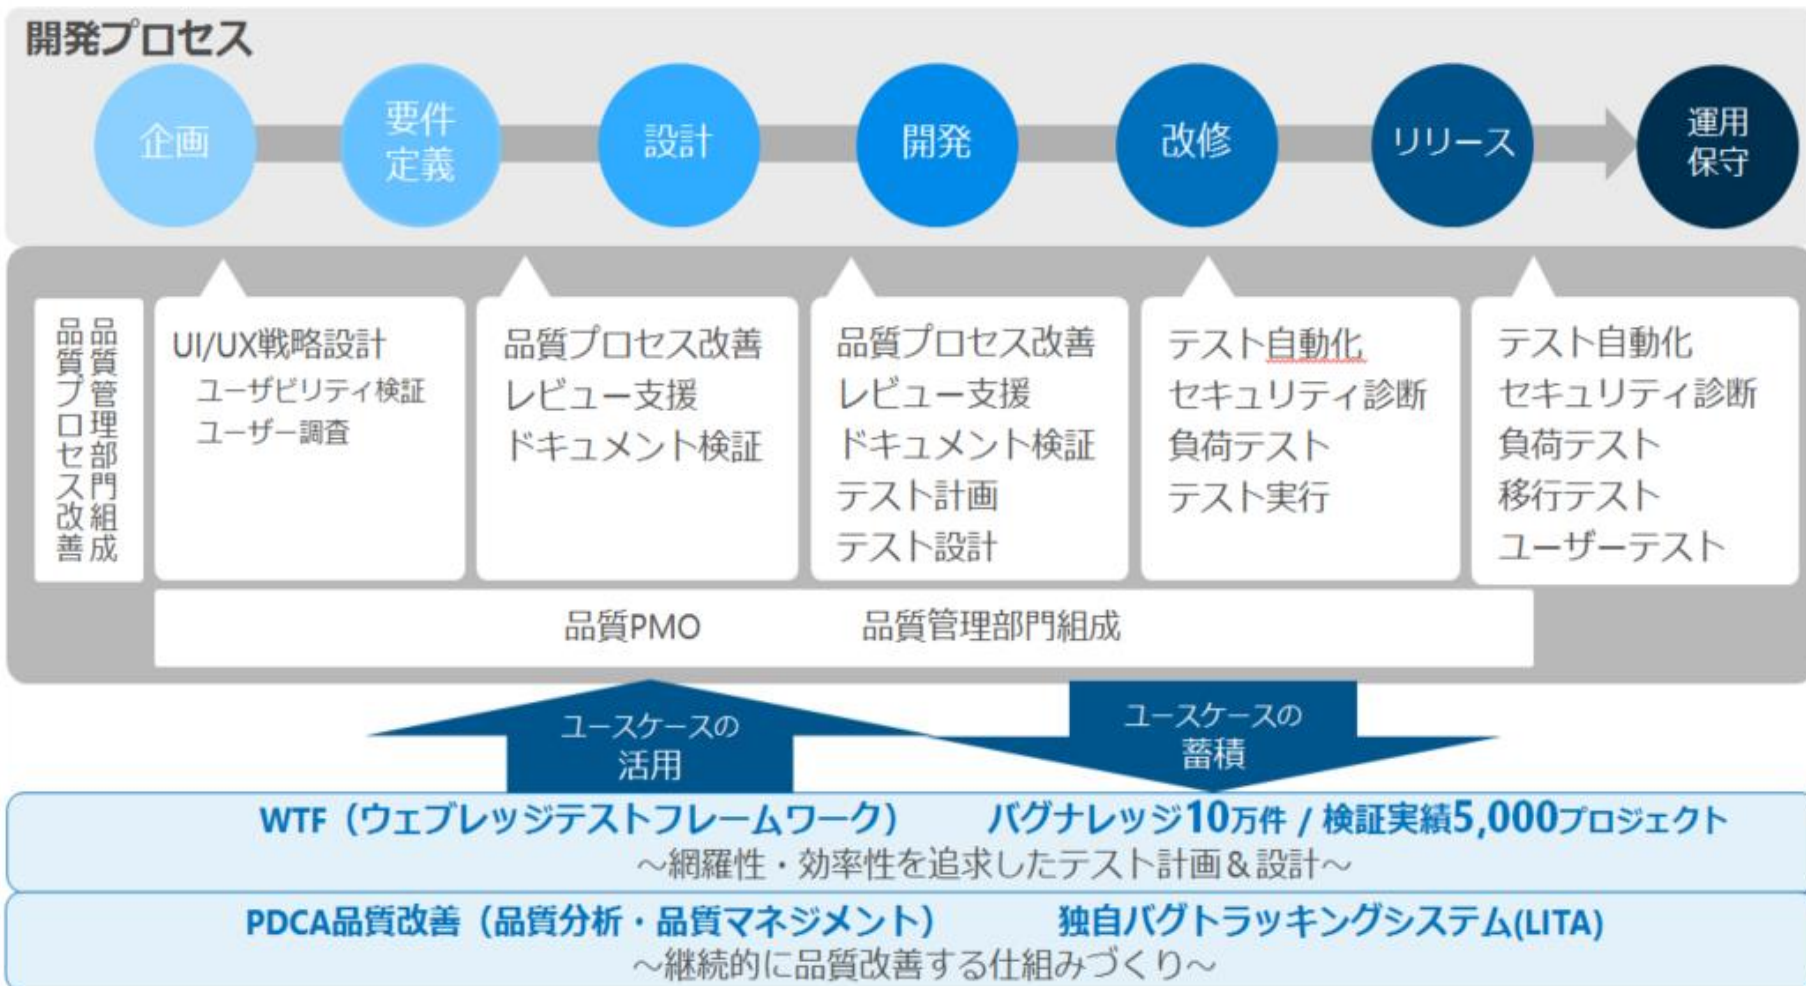 開発プロセス
企画
要件
定義
設計
開発
改修
リリース
運用
保守
品質管理部門組成
品質プロセス改善
UI/UX戦略設計
ユーザビリティ検証
ユーザー調査
品質プロセス改善
レビュー支援
ドキュメント検証
品質プロセス改善
レビュー支援
ドキュメント検証
テスト計画
テスト設計
テスト自動化
セキュリティ診断
負荷テスト
テスト実行
テスト自動化
セキュリティ診断
負荷テスト
移行テスト
ユーザーテスト
品質PMO 品質管理部門組成
ユースケースの
活用
ユースケースの
蓄積
WTF（ウェブレッジテストフレームワーク） バグナレッジ10万件 / 検証実績5,000プロジェクト
～網羅性・効率性を追求したテスト計画＆設計～
PDCA品質改善（品質分析・品質マネジメント） 独自バグトラッキングシステム(LITA)
～継続的に品質改善する仕組みづくり～